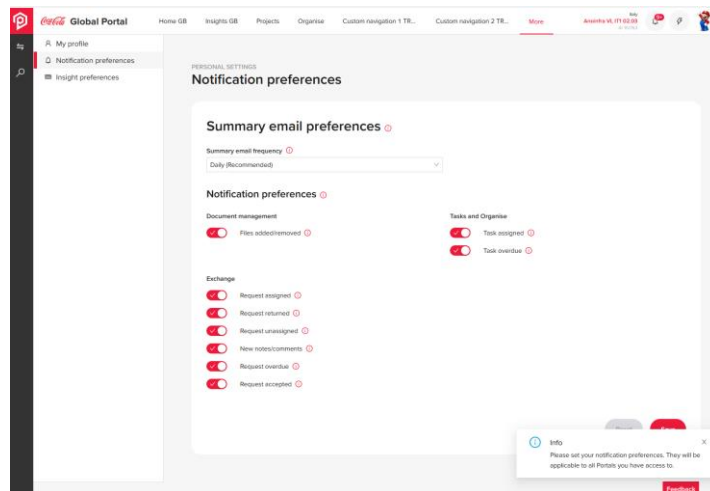 Coca-Cola Global Portal
Home GB
Insights GB
Projects
Organise
Custom navigation 1 TR...
Custom navigation 2 TR...
More
Italy
My profile
Notification preferences
Insight preferences
PERSONAL SETTINGS
Notification preferences
Summary email preferences
Summary email frequency
Daily (Recommended)
Notification preferences
Document management
Files added/removed
Tasks and Organise
Task assigned
Task overdue
Exchange
Request assigned
Request returned
Request unassigned
New notes/comments
Request overdue
Request accepted
Info
Please set your notification preferences. They will be
applicable to all Portals you have access to.
Feedback